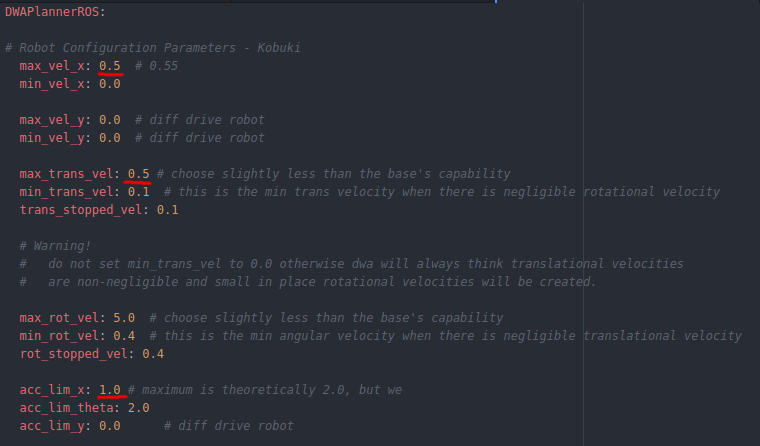 DWAPlannerROS:
# Robot Configuration Parameters - Kobuki
max_vel_x: 0.5 # 0.55
min_vel_x: 0.0
max_vel_y: 0.0 # diff drive robot
min_vel_y: 0.0 # diff drive robot
max_trans_vel: 0.5 # choose slightly less than the base's capability
min_trans_vel: 0.1 # this is the min trans velocity when there is negligible rotational velocity
trans_stopped_vel: 0.1
# Warning!
# do not set min_trans_vel to 0.0 otherwise dwa will always think translational velocities
# are non-negligible and small in place rotational velocities will be created.
max_rot_vel: 5.0 # choose slightly less than the base's capability
min_rot_vel: 0.4 # this is the min angular velocity when there is negligible translational velocity
rot_stopped_vel: 0.4
acc_lim_x: 1.0 # maximum is theoretically 2.0, but we
acc_lim_theta: 2.0
acc_lim_y: 0.0 # diff drive robot